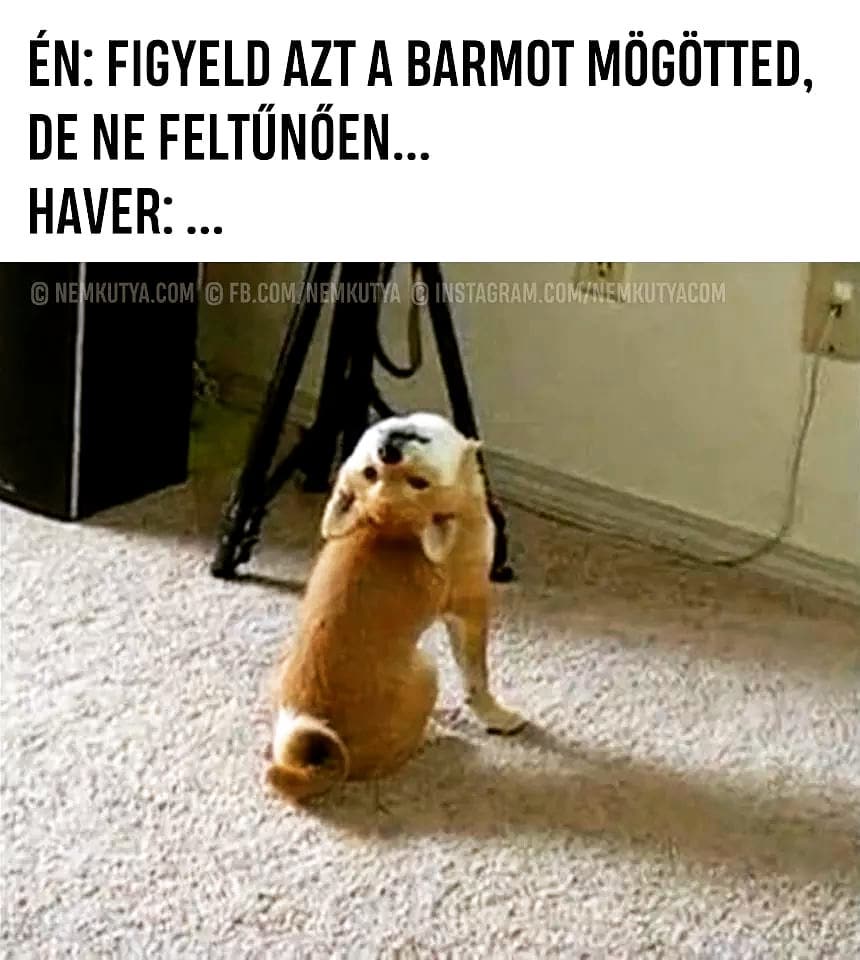 ÉN: FIGYELD AZT A BARMOT MÖGÖTTED,
DE NE FELTŰNŐEN...
HAVER: ...
© NEMKUTYA.COM © FB.COM/NEMKUTYA © INSTAGRAM.COM/NEMKUTYACOM